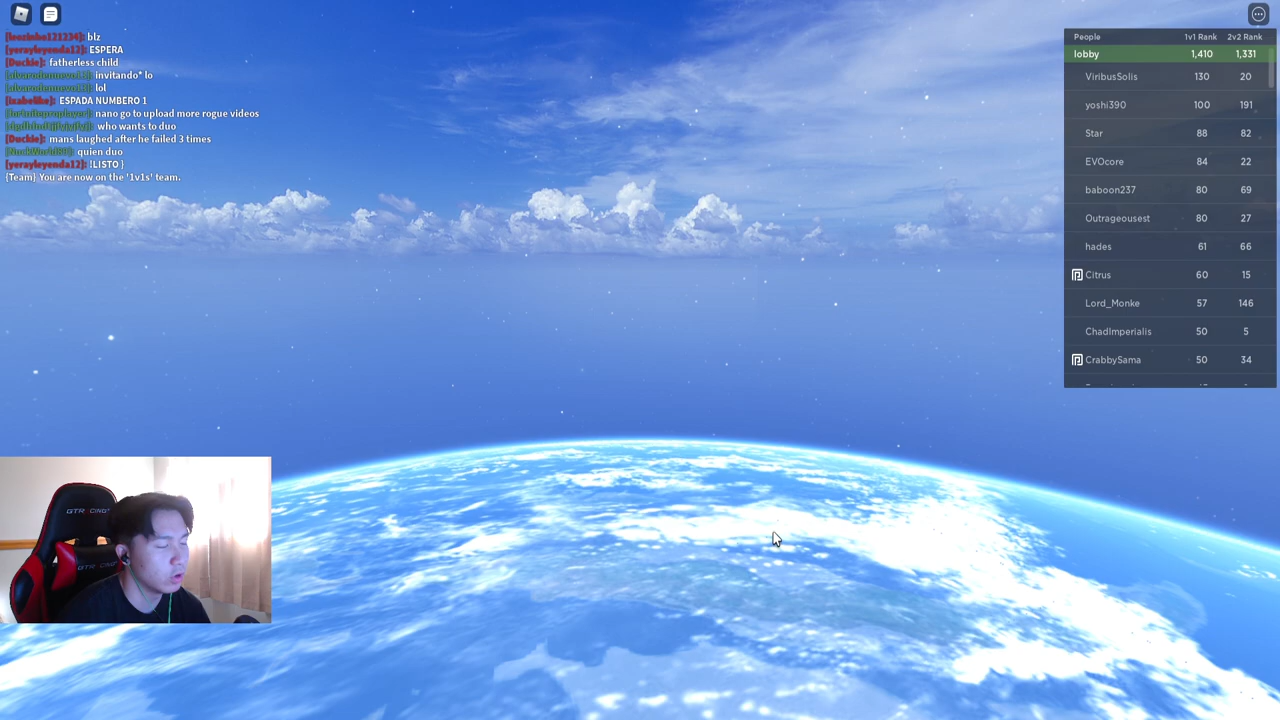 [leozinho121234]: blz
[yerayleyenda12]: ESPERA
[Duckie]: fatherless child
invitando* lo
lol
ESPADA NUMBERO 1
[fortniteproplayer]: nano go to upload more rogue videos
who wants to duo
[Duckie]: mans laughed after he failed 3 times
quien duo
[yerayleyenda12]: !LISTO }
{Team} You are now on the '1v1s' team.
People 1v1 Rank 2v2 Rank
lobby 1,410 1,331
ViribusSolis 130 20
yoshi390 100 191
Star 88 82
EVOcore 84 22
baboon237 80 69
Outrageousest 80 27
hades 61 66
Citrus 60 15
Lord_Monke 57 146
ChadImperialis 50 5
CrabbySama 50 34
GTRACING